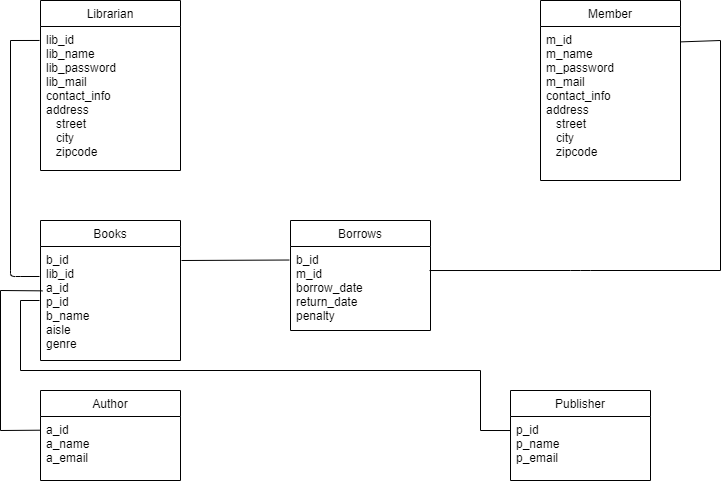 Librarian
lib_id
lib_name
lib_password
lib_mail
contact_info
address
street
city
zipcode
Member
m_id
m_name
m_password
m_mail
contact_info
address
street
city
zipcode
Books
b_id
lib_id
a_id
p_id
b_name
aisle
genre
Borrows
b_id
m_id
borrow_date
return_date
penalty
Author
a_id
a_name
a_email
Publisher
p_id
p_name
p_email